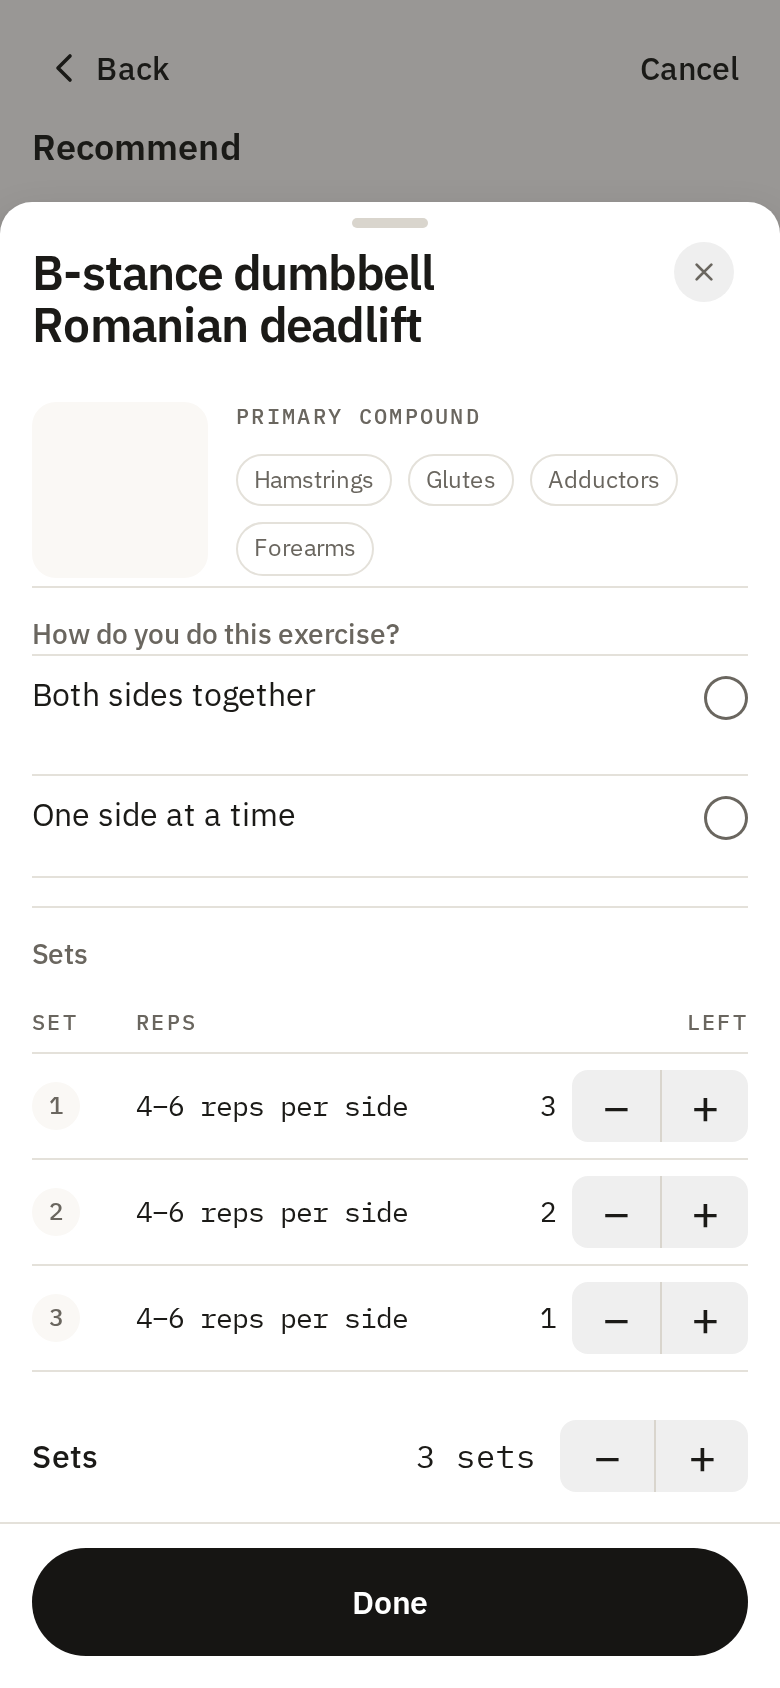 Back
Cancel
Recommend
B-stance dumbbell
Romanian deadlift
PRIMARY COMPOUND
Hamstrings Glutes Adductors
Forearms
How do you do this exercise?
Both sides together
One side at a time
Sets
SET REPS LEFT
1 4–6 reps per side 3 − +
2 4–6 reps per side 2 − +
3 4–6 reps per side 1 − +
Sets 3 sets − +
Done